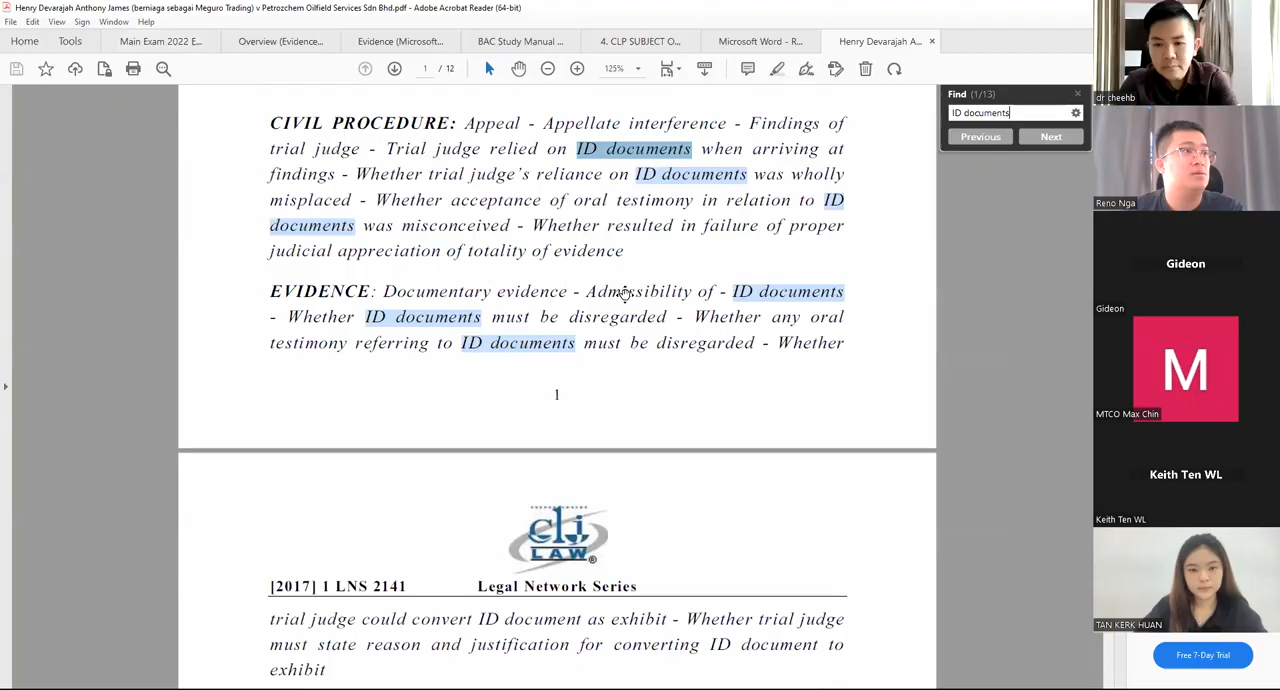 Henry Devarajah Anthony James (berniaga sebagai Meguro Trading) v Petrozchem Oilfield Services Sdn Bhd.pdf - Adobe Acrobat Reader (64-bit)
File Edit View Sign Window Help
Home Tools Main Exam 2022 E... Overview (Evidence... Evidence (Microsoft... BAC Study Manual ... 4. CLP SUBJECT O... Microsoft Word - R... Henry Devarajah A... ×
1 12 125%
Find (1/13)
ID documents
Previous Next
CIVIL PROCEDURE: Appeal - Appellate interference - Findings of
trial judge - Trial judge relied on ID documents when arriving at
findings - Whether trial judge's reliance on ID documents was wholly
misplaced - Whether acceptance of oral testimony in relation to ID
documents was misconceived - Whether resulted in failure of proper
judicial appreciation of totality of evidence
EVIDENCE: Documentary evidence - Admissibility of - ID documents
- Whether ID documents must be disregarded - Whether any oral
testimony referring to ID documents must be disregarded - Whether
1
clj
LAW ®
[2017] 1 LNS 2141 Legal Network Series
trial judge could convert ID document as exhibit - Whether trial judge
must state reason and justification for converting ID document to
exhibit
dr cheehb
Reno Nga
Gideon
Gideon
M
MTCO Max Chin
Keith Ten WL
Keith Ten WL
TAN KERK HUAN
Free 7-Day Trial